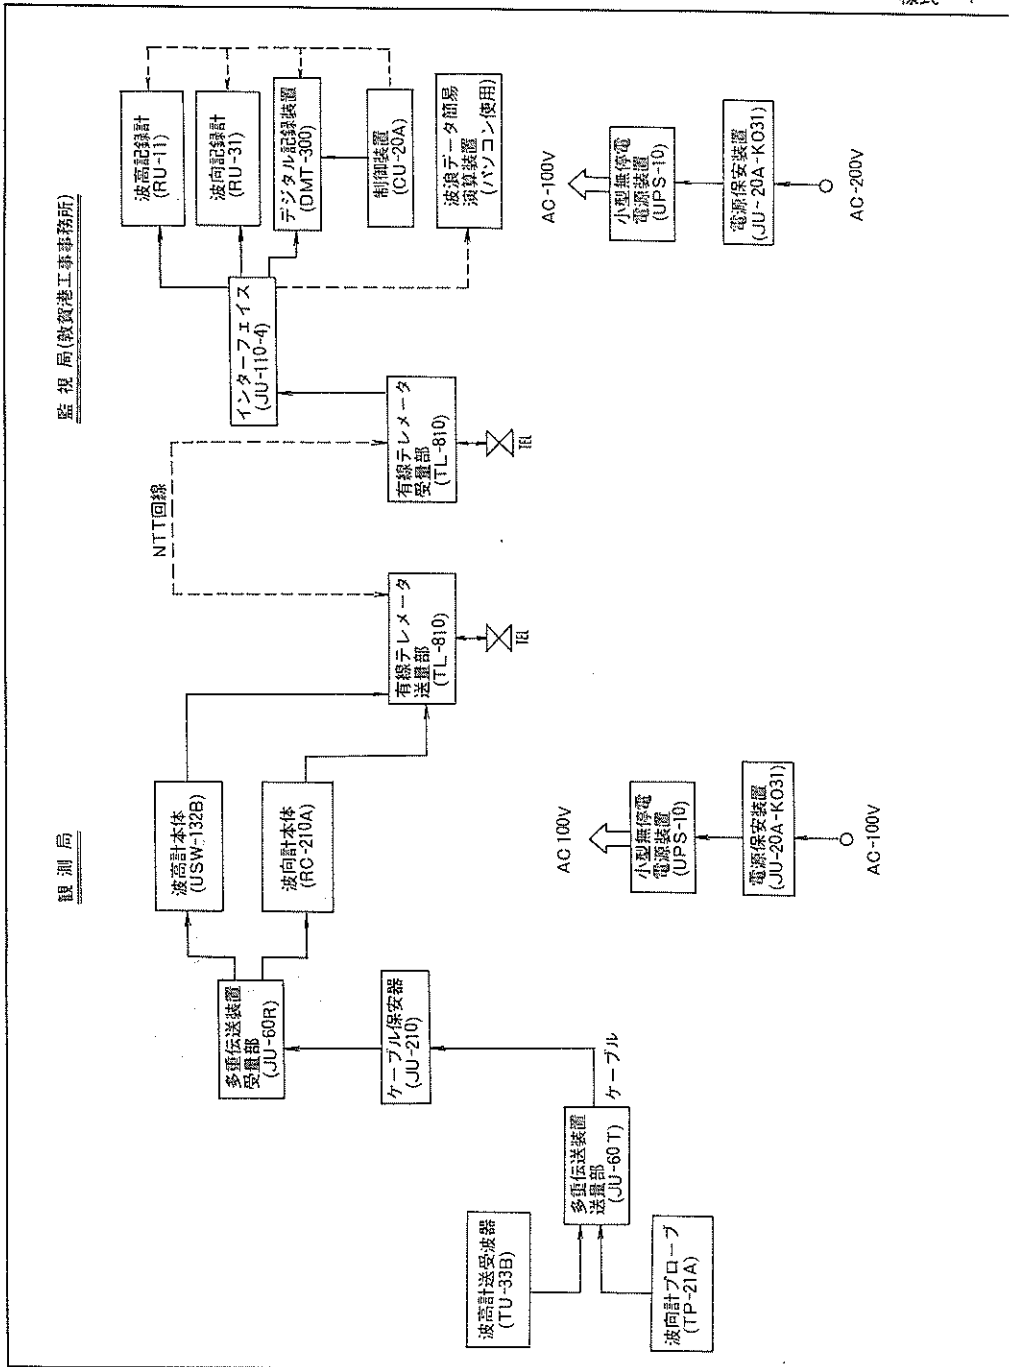 観測局
波高計送受波器
(TU-33B)
波向計プローブ
(TP-21A)
多重伝送装置
送量部
(JU-60T)
ケーブル
ケーブル保安器
(JU-210)
多重伝送装置
受量部
(JU-60R)
波高計本体
(USW-132B)
波向計本体
(RC-210A)
有線テレメータ
送量部
(TL-810)
TEL
AC 100V
小型無停電
電源装置
(UPS-10)
電源保安装置
(JU-20A-K031)
AC-100V
NTT回線
監視局(敦賀港工事事務所)
有線テレメータ
受量部
(TL-810)
TEL
インターフェイス
(JU-110-4)
波高記録計
(RU-11)
波向記録計
(RU-31)
デジタル記録装置
(DMT-300)
制御装置
(CU-20A)
波浪データ簡易
演算装置
(パソコン使用)
AC-100V
小型無停電
電源装置
(UPS-10)
電源保安装置
(JU-20A-K031)
AC-200V